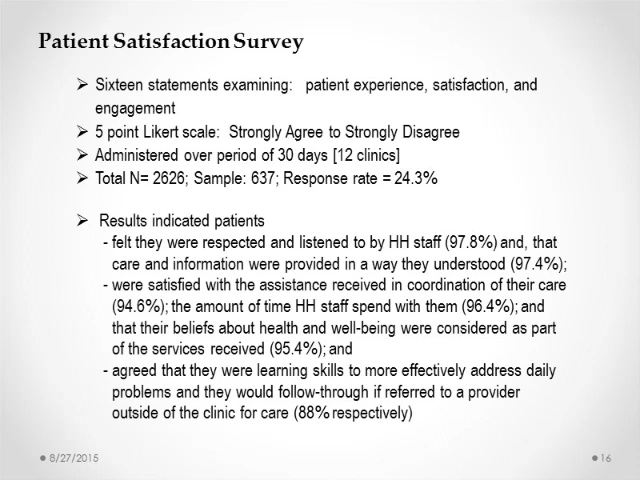 Patient Satisfaction Survey
➢ Sixteen statements examining: patient experience, satisfaction, and
engagement
➢ 5 point Likert scale: Strongly Agree to Strongly Disagree
➢ Administered over period of 30 days [12 clinics]
➢ Total N= 2626; Sample: 637; Response rate = 24.3%
➢ Results indicated patients
- felt they were respected and listened to by HH staff (97.8%) and, that
care and information were provided in a way they understood (97.4%);
- were satisfied with the assistance received in coordination of their care
(94.6%); the amount of time HH staff spend with them (96.4%); and
that their beliefs about health and well-being were considered as part
of the services received (95.4%); and
- agreed that they were learning skills to more effectively address daily
problems and they would follow-through if referred to a provider
outside of the clinic for care (88% respectively)
8/27/2015
16